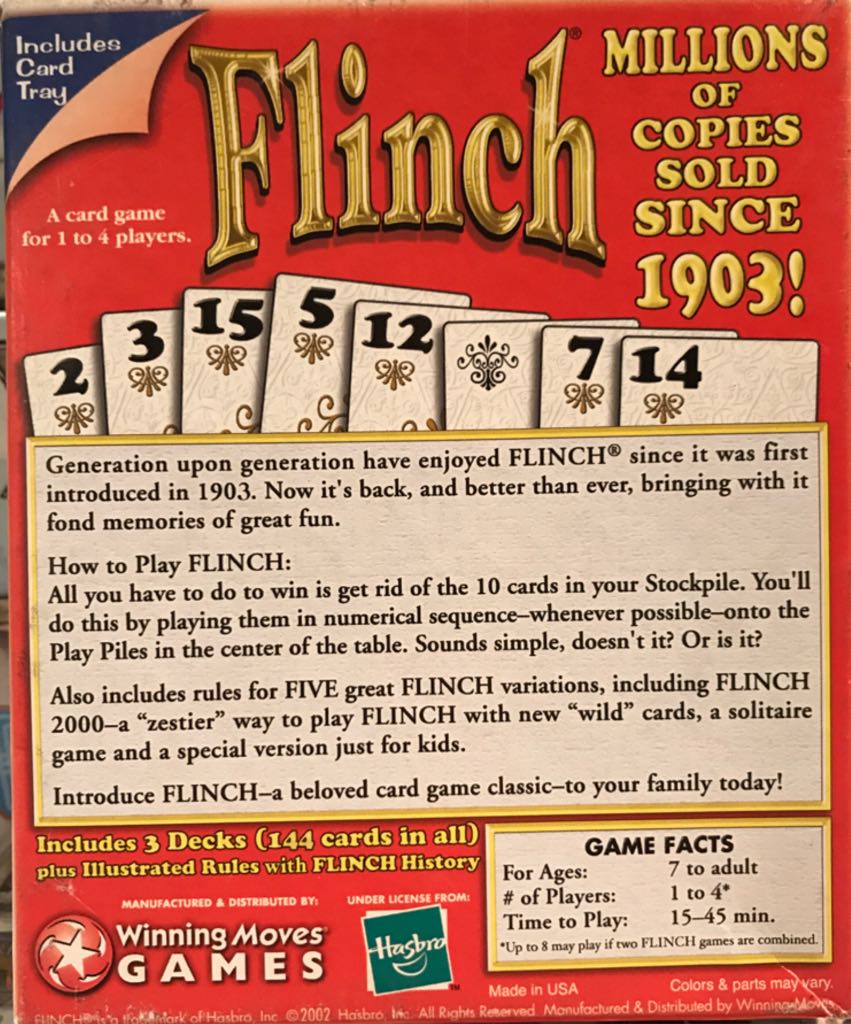 Includes
Card
Tray
Flinch®
MILLIONS
OF
COPIES
SOLD
SINCE
1903!
A card game
for 1 to 4 players.
2
3
15
5
12
7
14
Generation upon generation have enjoyed FLINCH® since it was first
introduced in 1903. Now it's back, and better than ever, bringing with it
fond memories of great fun.
How to Play FLINCH:
All you have to do to win is get rid of the 10 cards in your Stockpile. You'll
do this by playing them in numerical sequence–whenever possible–onto the
Play Piles in the center of the table. Sounds simple, doesn't it? Or is it?
Also includes rules for FIVE great FLINCH variations, including FLINCH
2000–a “zestier” way to play FLINCH with new “wild” cards, a solitaire
game and a special version just for kids.
Introduce FLINCH–a beloved card game classic–to your family today!
Includes 3 Decks (144 cards in all)
plus Illustrated Rules with FLINCH History
GAME FACTS
For Ages: 7 to adult
# of Players: 1 to 4*
Time to Play: 15–45 min.
*Up to 8 may play if two FLINCH games are combined.
MANUFACTURED & DISTRIBUTED BY:
Winning Moves®
GAMES
UNDER LICENSE FROM:
Hasbro
TM
Made in USA
Colors & parts may vary.
FLINCH® is a trademark of Hasbro, Inc. ©2002 Hasbro, Inc. All Rights Reserved Manufactured & Distributed by Winning Moves